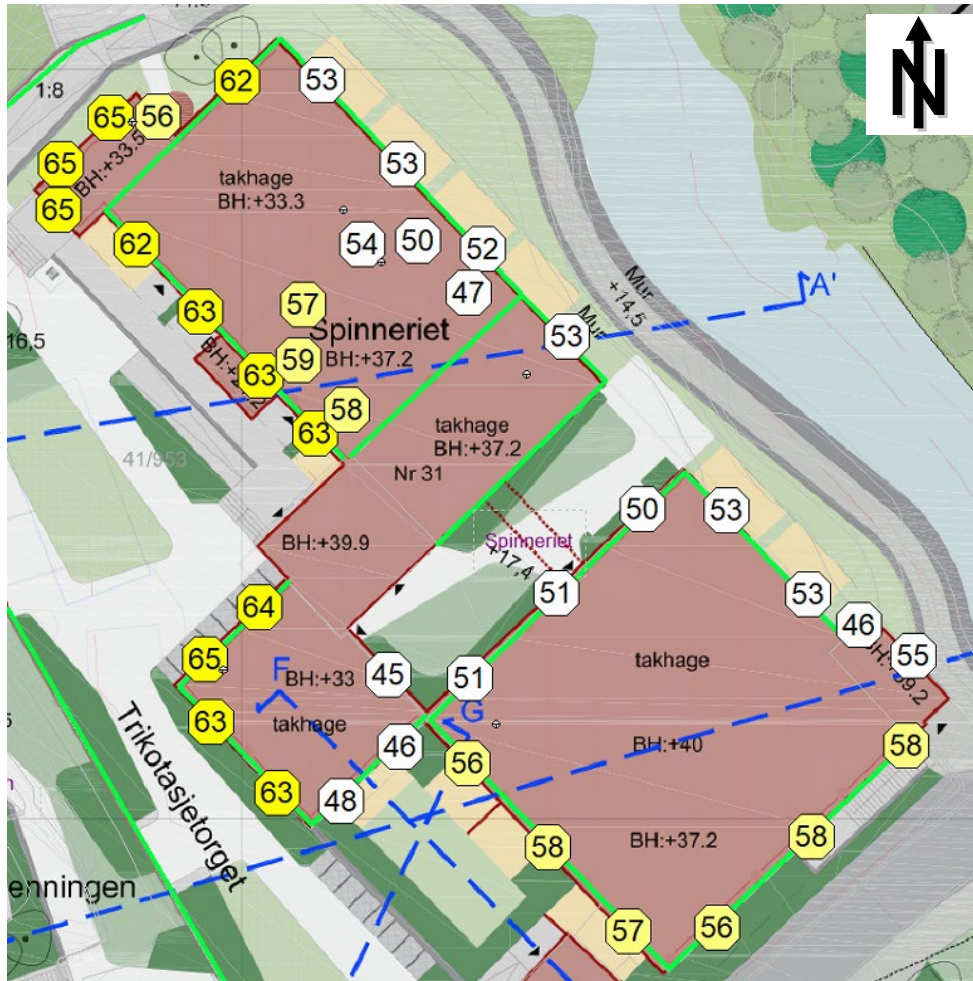 N
1:8
62
53
65
56
65
BH:+33.5
53
takhage
BH:+33.3
65
62
54
50
52
47
Mur
+14,5
A'
57
63
16,5
Spinneriet
53
Mur
59
BH:+37.2
63
58
63
takhage
BH:+37.2
41/953
Nr 31
50
53
BH:+39.9
Spinneriet
+17,4
51
53
64
46
65
55
BH:+33
45
51
takhage
F
63
takhage
G
46
56
BH:+40
58
Trikotasjetorget
63
48
58
BH:+37.2
58
enningen
57
56